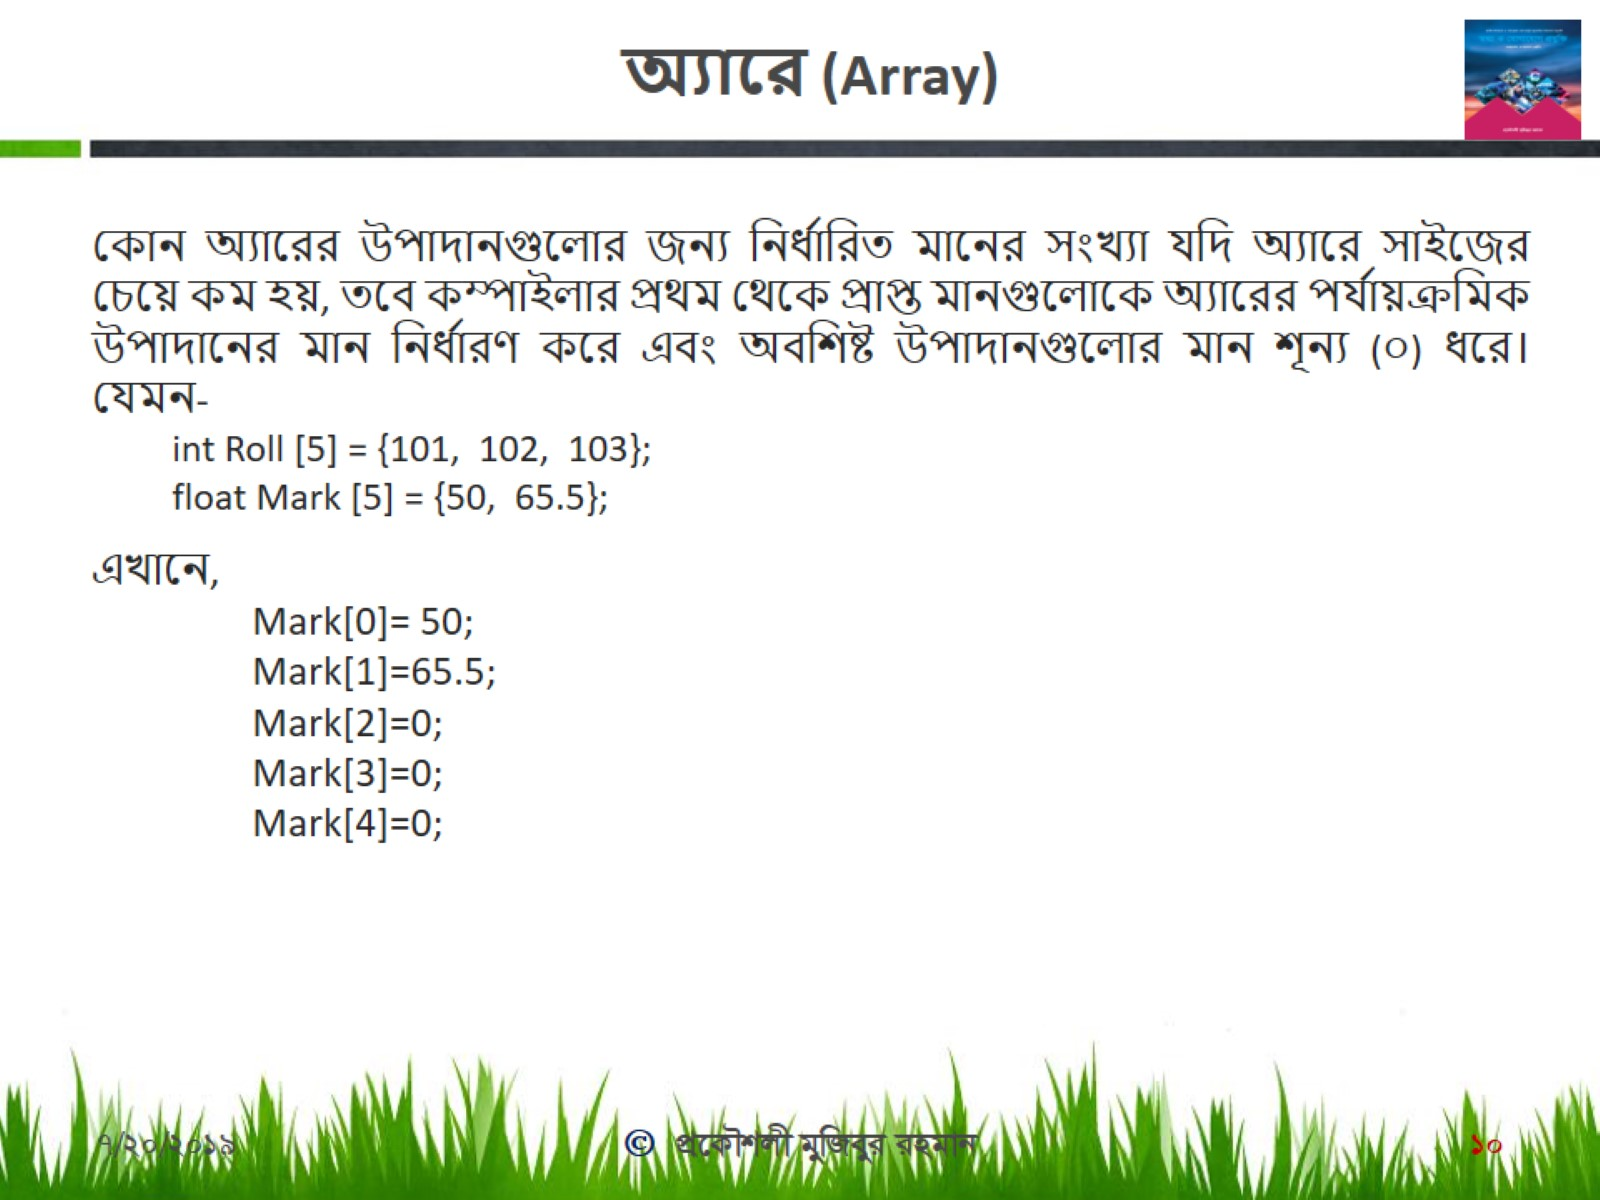 অ্যারে (Array)
কোন অ্যারের উপাদানগুলোর জন্য নির্ধারিত মানের সংখ্যা যদি অ্যারে সাইজের
চেয়ে কম হয়, তবে কম্পাইলার প্রথম থেকে প্রাপ্ত মানগুলোকে অ্যারের পর্যায়ক্রমিক
উপাদানের মান নির্ধারণ করে এবং অবশিষ্ট উপাদানগুলোর মান শূন্য (০) ধরে।
যেমন-
int Roll [5] = {101, 102, 103};
float Mark [5] = {50, 65.5};
এখানে,
Mark[0]= 50;
Mark[1]=65.5;
Mark[2]=0;
Mark[3]=0;
Mark[4]=0;
৭/২০/২০১৯
© প্রকৌশলী মুজিবুর রহমান
১০